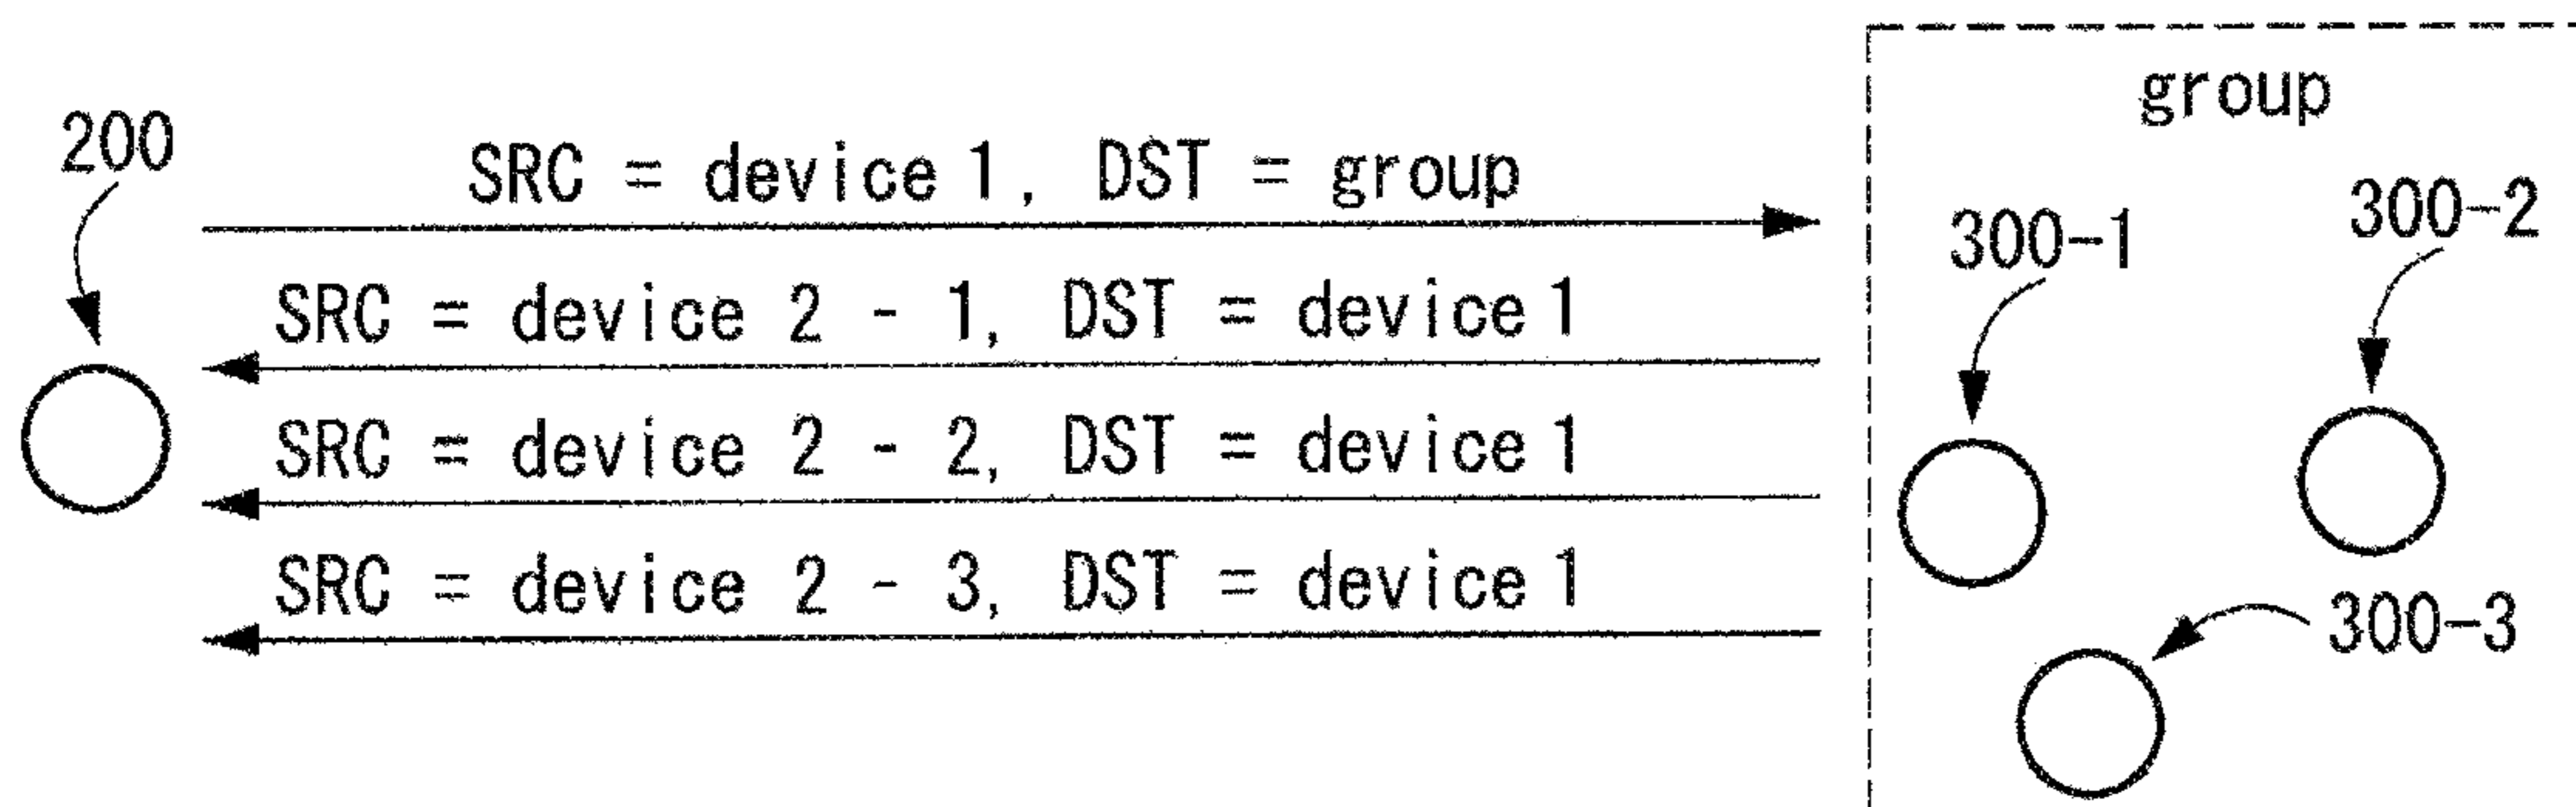 group
200
SRC = device 1, DST = group
300-1
300-2
SRC = device 2 - 1, DST = device 1
SRC = device 2 - 2, DST = device 1
SRC = device 2 - 3, DST = device 1
300-3